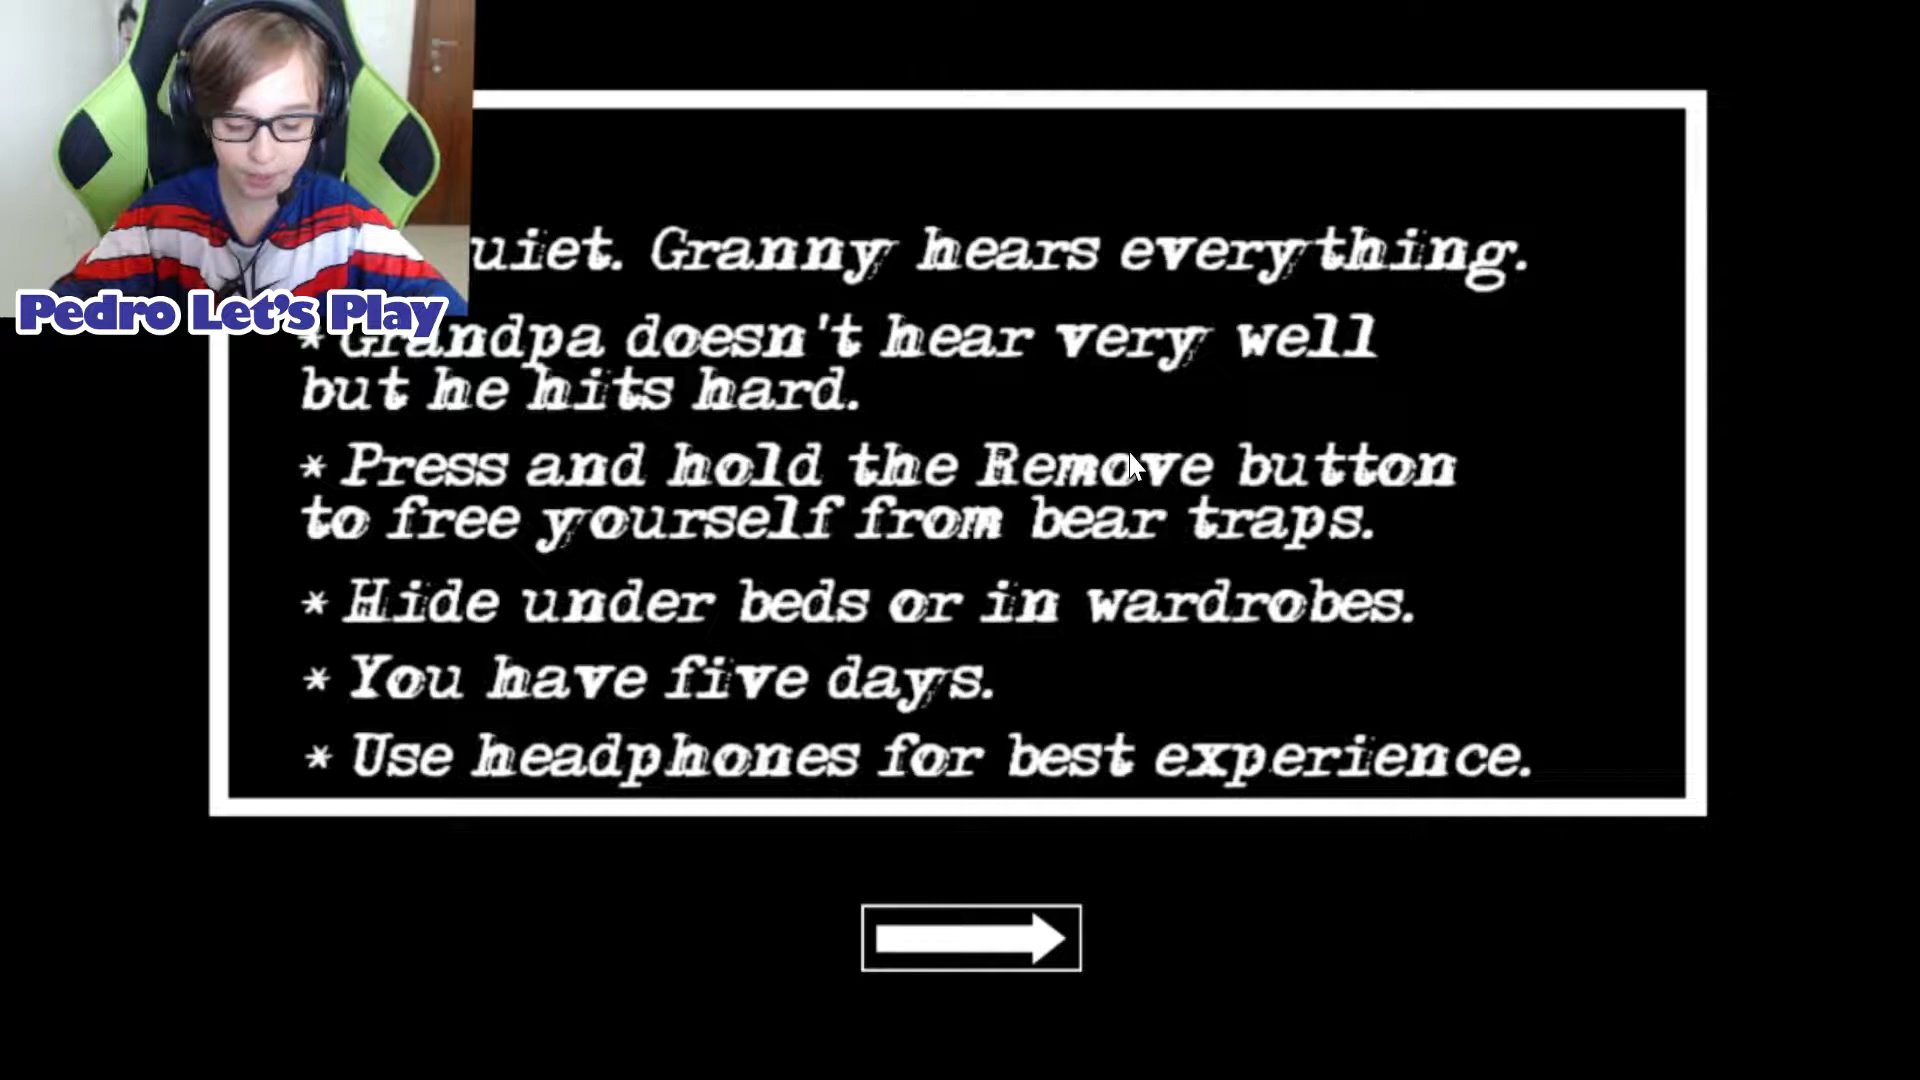 uiet. Granny hears everything.
Pedro Let's Play
* Grandpa doesn't hear very well
but he hits hard.
* Press and hold the Remove button
to free yourself from bear traps.
* Hide under beds or in wardrobes.
* You have five days.
* Use headphones for best experience.